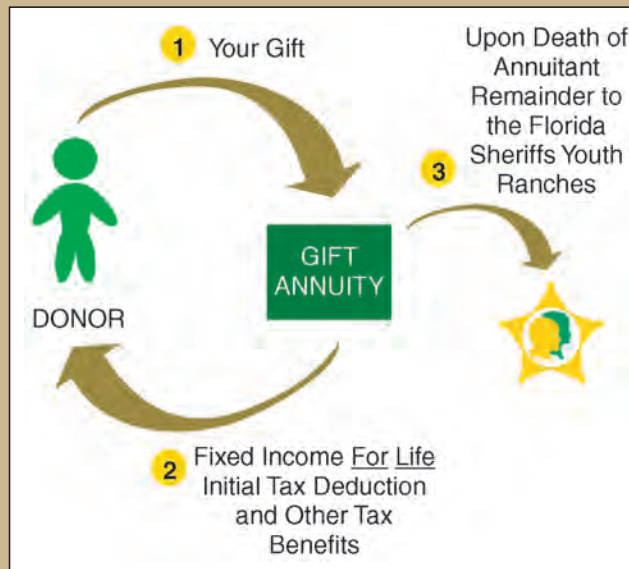 1 Your Gift
Upon Death of
Annuitant
Remainder to
the Florida
Sheriffs Youth
Ranches
3
GIFT
ANNUITY
DONOR
2 Fixed Income For Life
Initial Tax Deduction
and Other Tax
Benefits